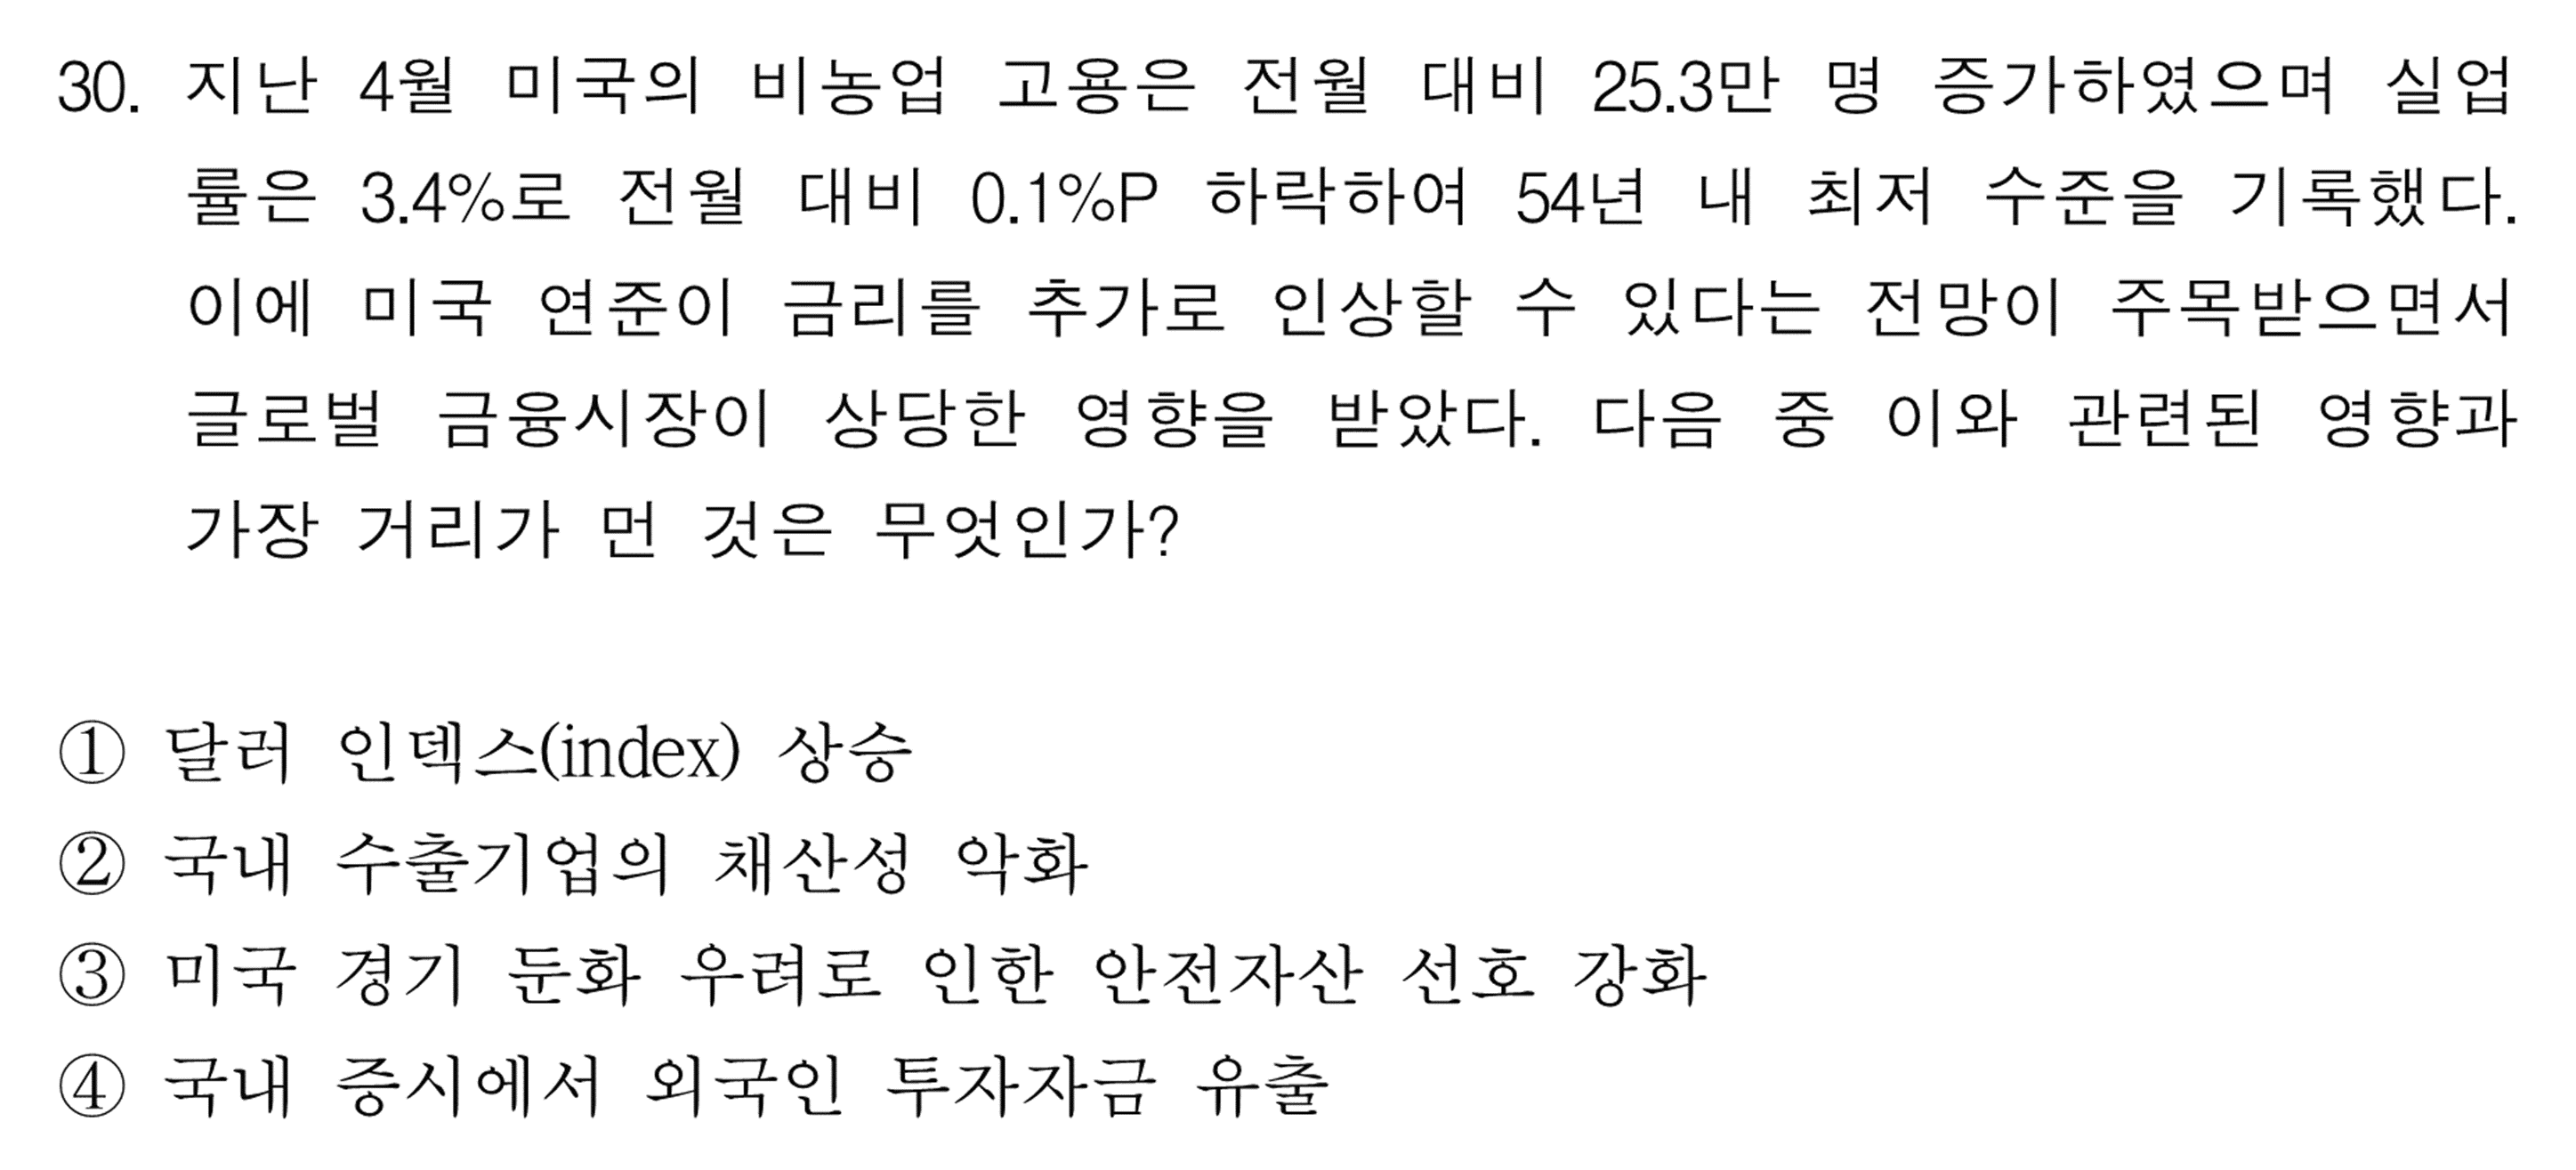 30. 지난 4월 미국의 비농업 고용은 전월 대비 25.3만 명 증가하였으며 실업
률은 3.4%로 전월 대비 0.1%P 하락하여 54년 내 최저 수준을 기록했다.
이에 미국 연준이 금리를 추가로 인상할 수 있다는 전망이 주목받으면서
글로벌 금융시장이 상당한 영향을 받았다. 다음 중 이와 관련된 영향과
가장 거리가 먼 것은 무엇인가?
① 달러 인덱스(index) 상승
② 국내 수출기업의 채산성 악화
③ 미국 경기 둔화 우려로 인한 안전자산 선호 강화
④ 국내 증시에서 외국인 투자자금 유출